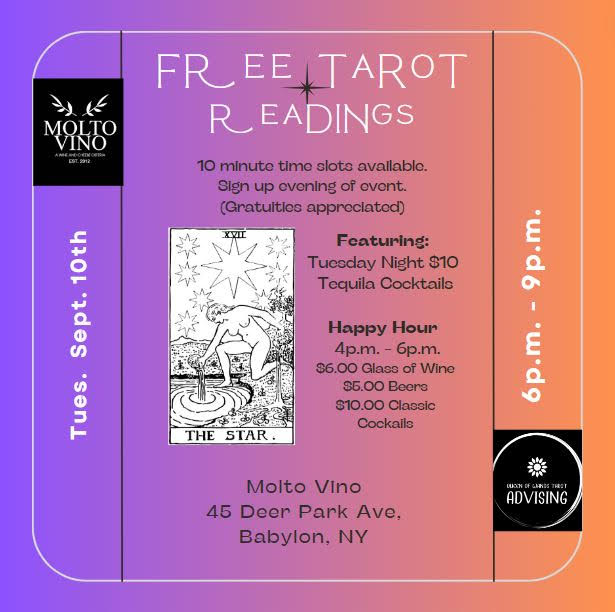 FREE TAROT
READINGS
MOLTO
VINO
A WINE AND CHEESE OSTERIA
EST. 2012
10 minute time slots available.
Sign up evening of event.
(Gratuities appreciated)
Tues. Sept. 10th
XVII
THE STAR.
Featuring:
Tuesday Night $10
Tequila Cocktails
Happy Hour
4p.m. - 6p.m.
$6.00 Glass of Wine
$5.00 Beers
$10.00 Classic
Cockails
6p.m. - 9p.m.
QUEEN OF WANDS TAROT
ADVISING
Molto Vino
45 Deer Park Ave,
Babylon, NY